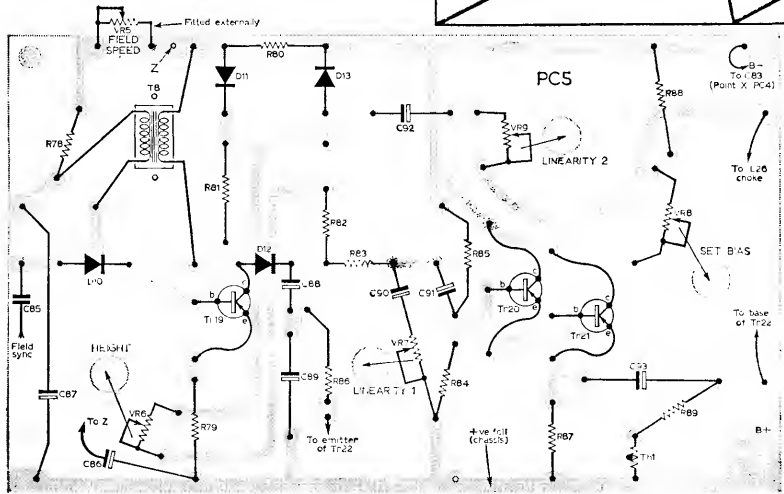 VR5
FIELD
SPEED
Fitted externally
Z
R80
D11
D13
PC5
B-
To C83
(Point X PC4)
T8
R78
C92
VR9
LINEARITY 2
R88
To L26
choke
R81
R82
R83
R85
VR8
SET BIAS
D10
D12
C88
C90
C91
C85
Field
sync
b
c
e
Tr19
b
c
e
Tr20
b
c
e
Tr21
To base
of Tr22
HEIGHT
VR7
LINEARITY 1
C87
C89
R86
R84
C93
R89
To Z
VR6
R79
C86
To emitter
of Tr22
+ve foil
(chassis)
R87
Th1
B+